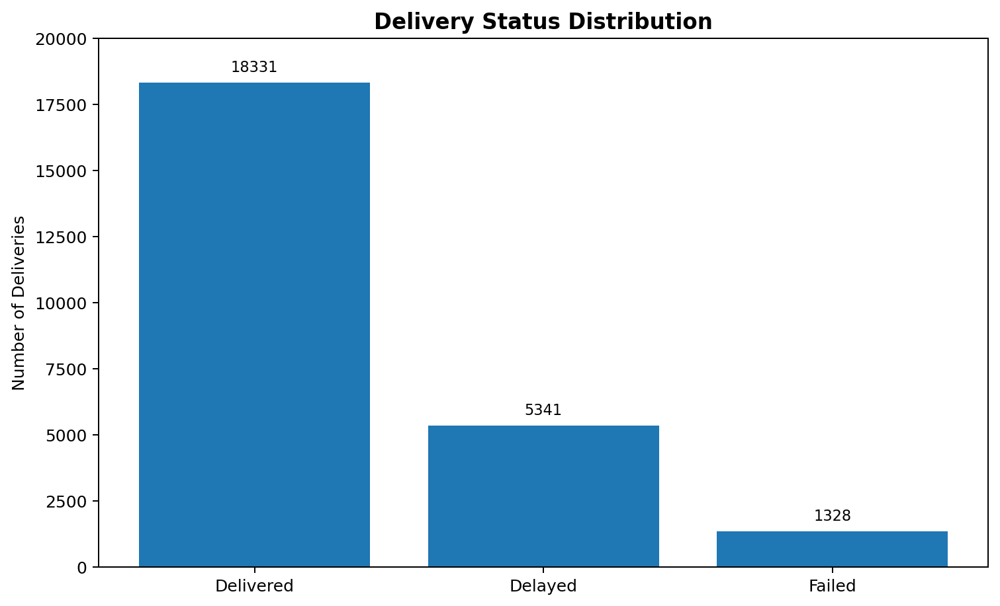 Delivery Status Distribution
Number of Deliveries
20000
17500
15000
12500
10000
7500
5000
2500
0
18331
5341
1328
Delivered
Delayed
Failed